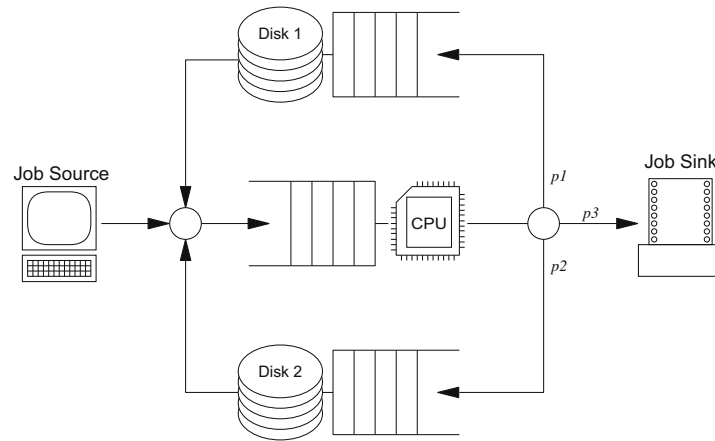 Disk 1
Job Source
Job Sink
p1
CPU
p3
p2
Disk 2